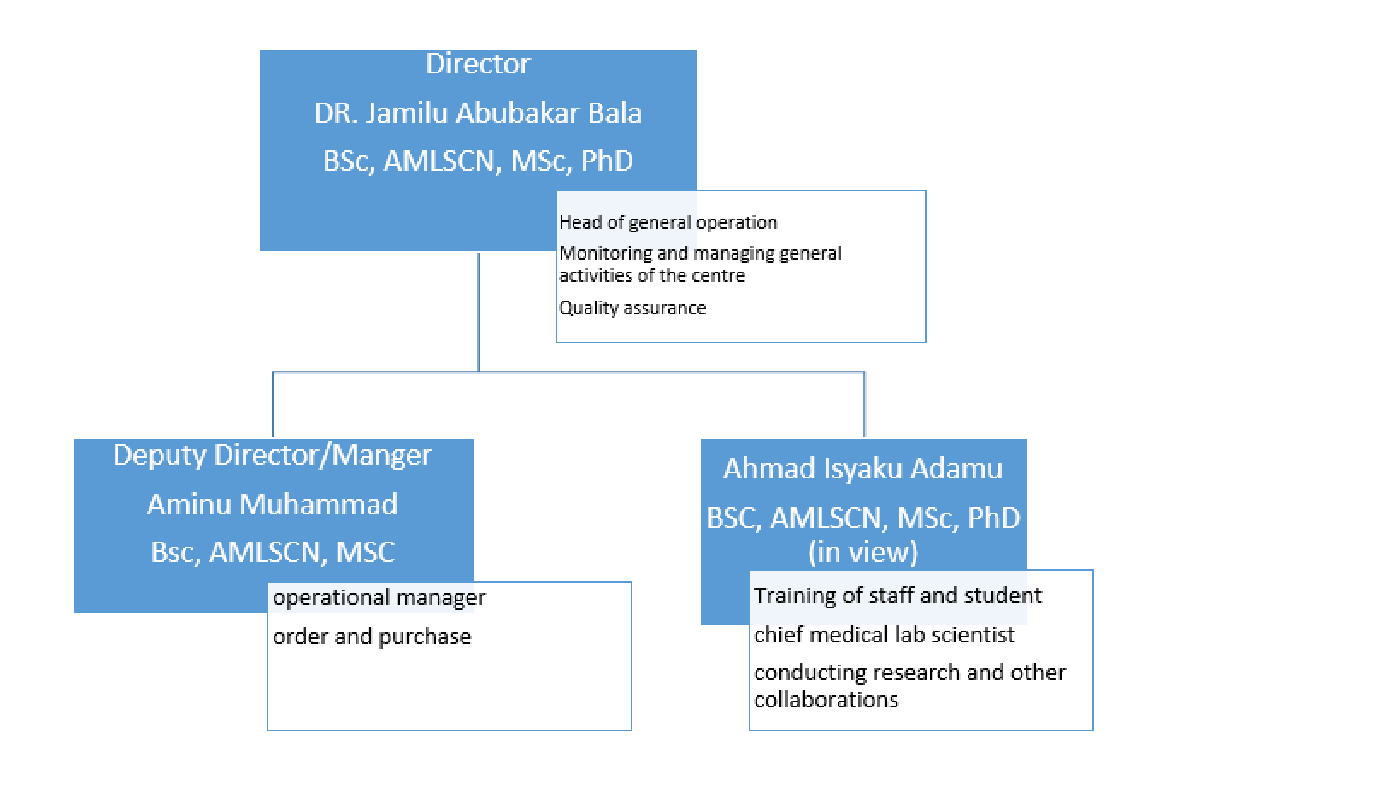 Director
DR. Jamilu Abubakar Bala
BSc, AMLSCN, MSc, PhD
Head of general operation
Monitoring and managing general
activities of the centre
Quality assurance
Deputy Director/Manger
Aminu Muhammad
Bsc, AMLSCN, MSC
operational manager
order and purchase
Ahmad Isyaku Adamu
BSC, AMLSCN, MSc, PhD
(in view)
Training of staff and student
chief medical lab scientist
conducting research and other
collaborations